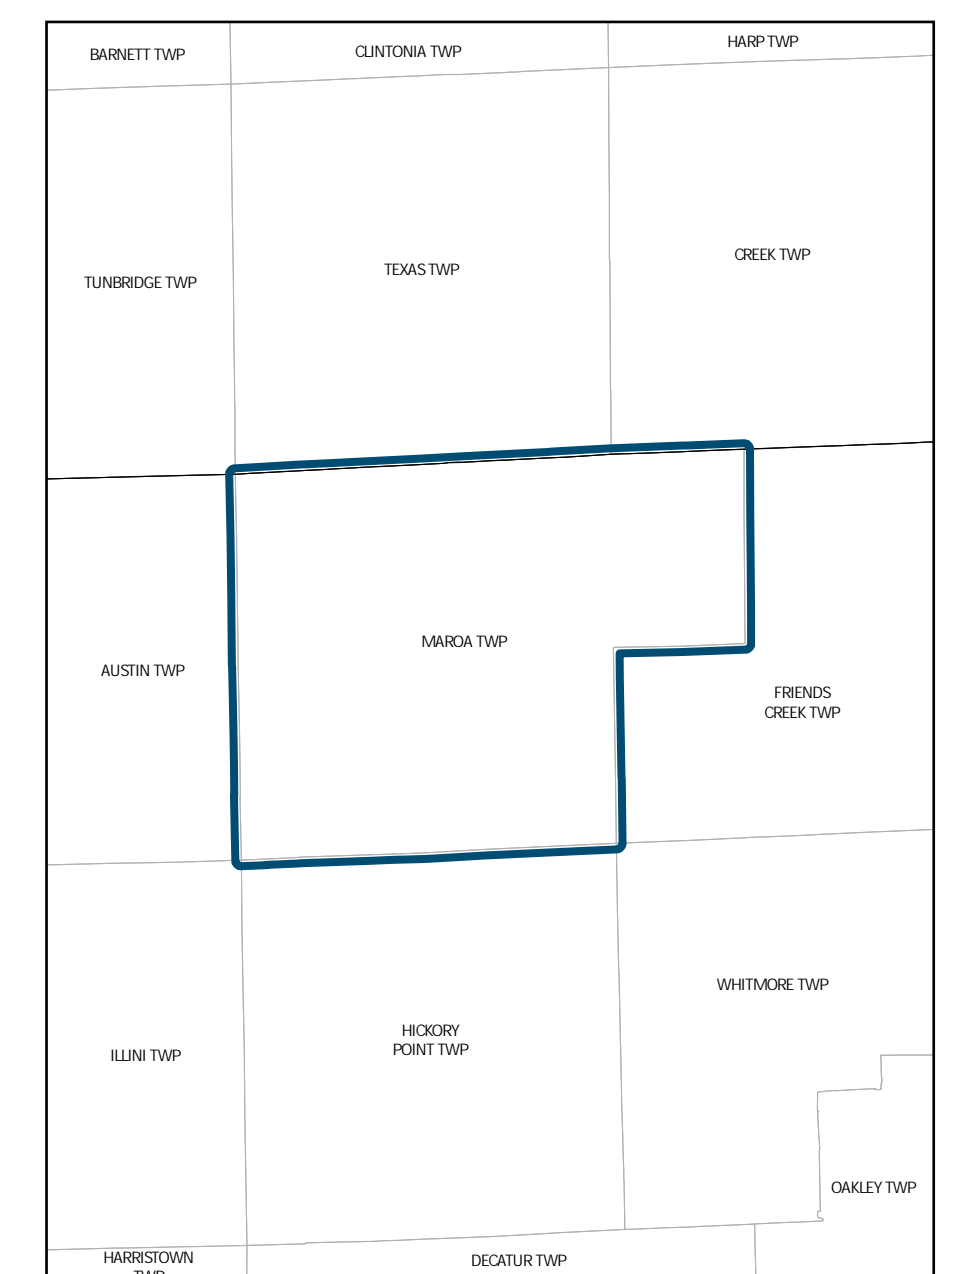 BARNETT TWP
CLINTONIA TWP
HARP TWP
TUNBRIDGE TWP
TEXAS TWP
CREEK TWP
AUSTIN TWP
MAROA TWP
FRIENDS
CREEK TWP
ILLINI TWP
HICKORY
POINT TWP
WHITMORE TWP
OAKLEY TWP
HARRISTOWN
TWP
DECATUR TWP